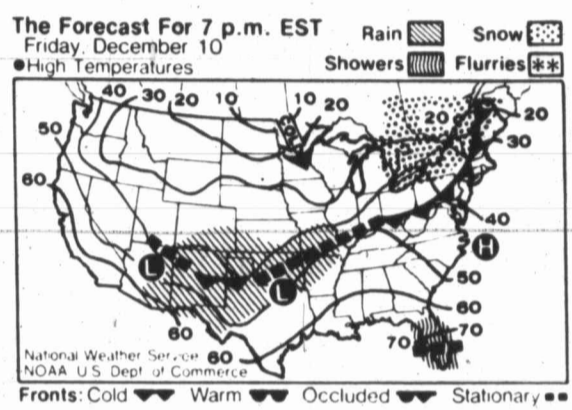 The Forecast For 7 p.m. EST
Friday, December 10
●High Temperatures
Rain
Snow
Showers
Flurries
40 30 20 10 10 20
20 20
30
50
60
40
H
L
L
50
60
70
70
60
60
National Weather Service
NOAA U S Dept of Commerce
Fronts: Cold Warm Occluded Stationary